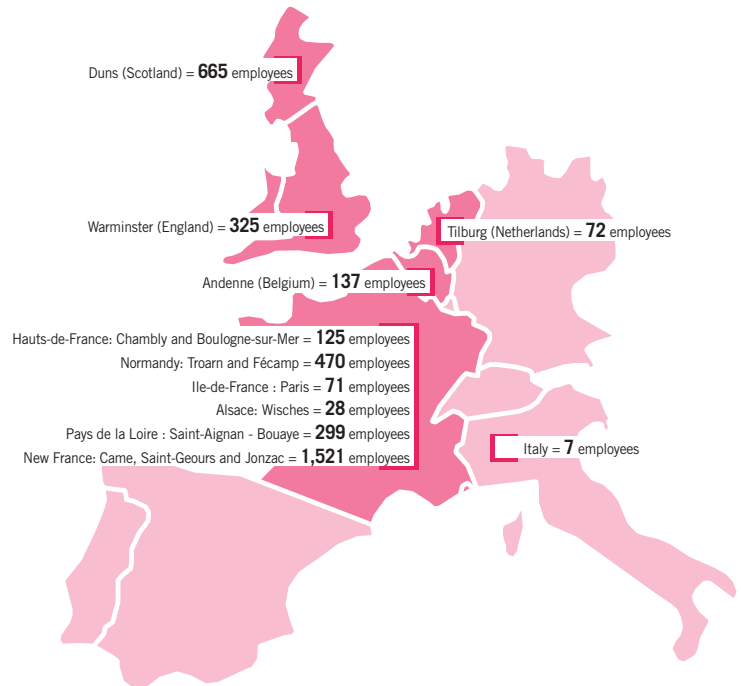 Duns (Scotland) = 665 employees
Warminster (England) = 325 employees
Tilburg (Netherlands) = 72 employees
Andenne (Belgium) = 137 employees
Hauts-de-France: Chambly and Boulogne-sur-Mer = 125 employees
Normandy: Troarn and Fécamp = 470 employees
Ile-de-France : Paris = 71 employees
Alsace: Wisches = 28 employees
Pays de la Loire : Saint-Aignan - Bouaye = 299 employees
New France: Came, Saint-Geours and Jonzac = 1,521 employees
Italy = 7 employees